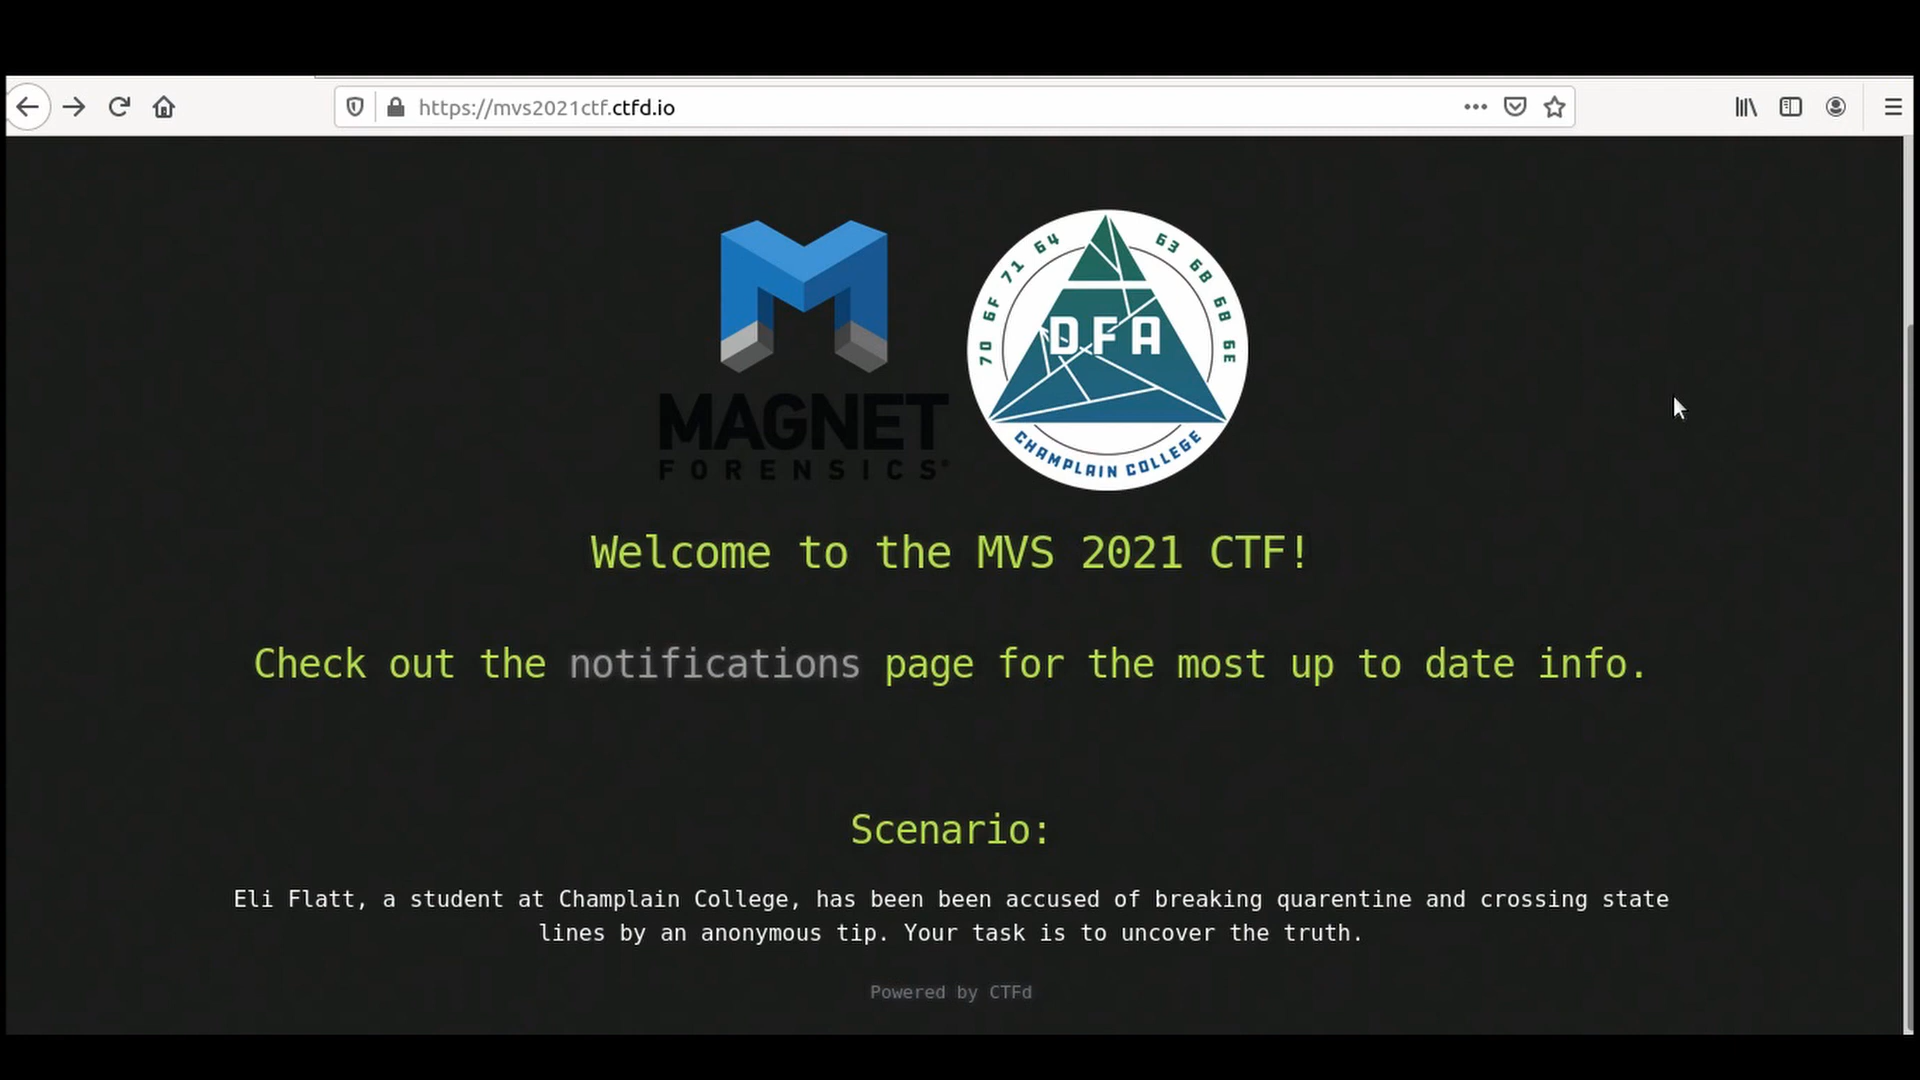 https://mvs2021ctf.ctfd.io
70 6F 71 64 63 6B 6B 6E
DFA
CHAMPLAIN COLLEGE
MAGNET
FORENSICS®
Welcome to the MVS 2021 CTF!
Check out the notifications page for the most up to date info.
Scenario:
Eli Flatt, a student at Champlain College, has been been accused of breaking quarentine and crossing state
lines by an anonymous tip. Your task is to uncover the truth.
Powered by CTFd